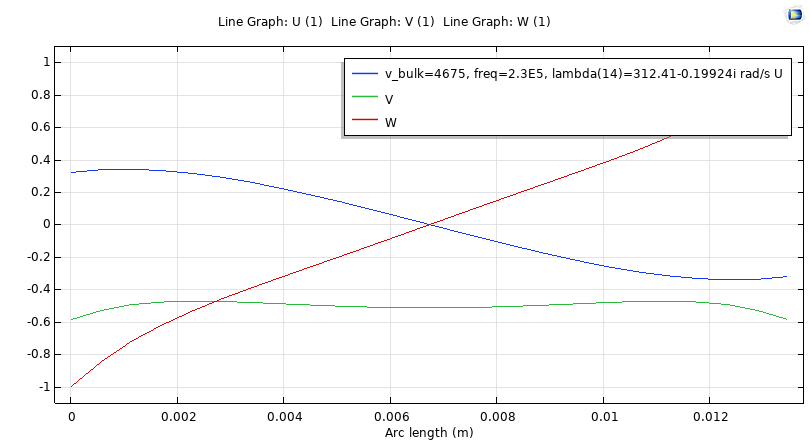 Line Graph: U (1) Line Graph: V (1) Line Graph: W (1)
v_bulk=4675, freq=2.3E5, lambda(14)=312.41-0.19924i rad/s U
V
W
1
0.8
0.6
0.4
0.2
0
-0.2
-0.4
-0.6
-0.8
-1
0 0.002 0.004 0.006 0.008 0.01 0.012
Arc length (m)